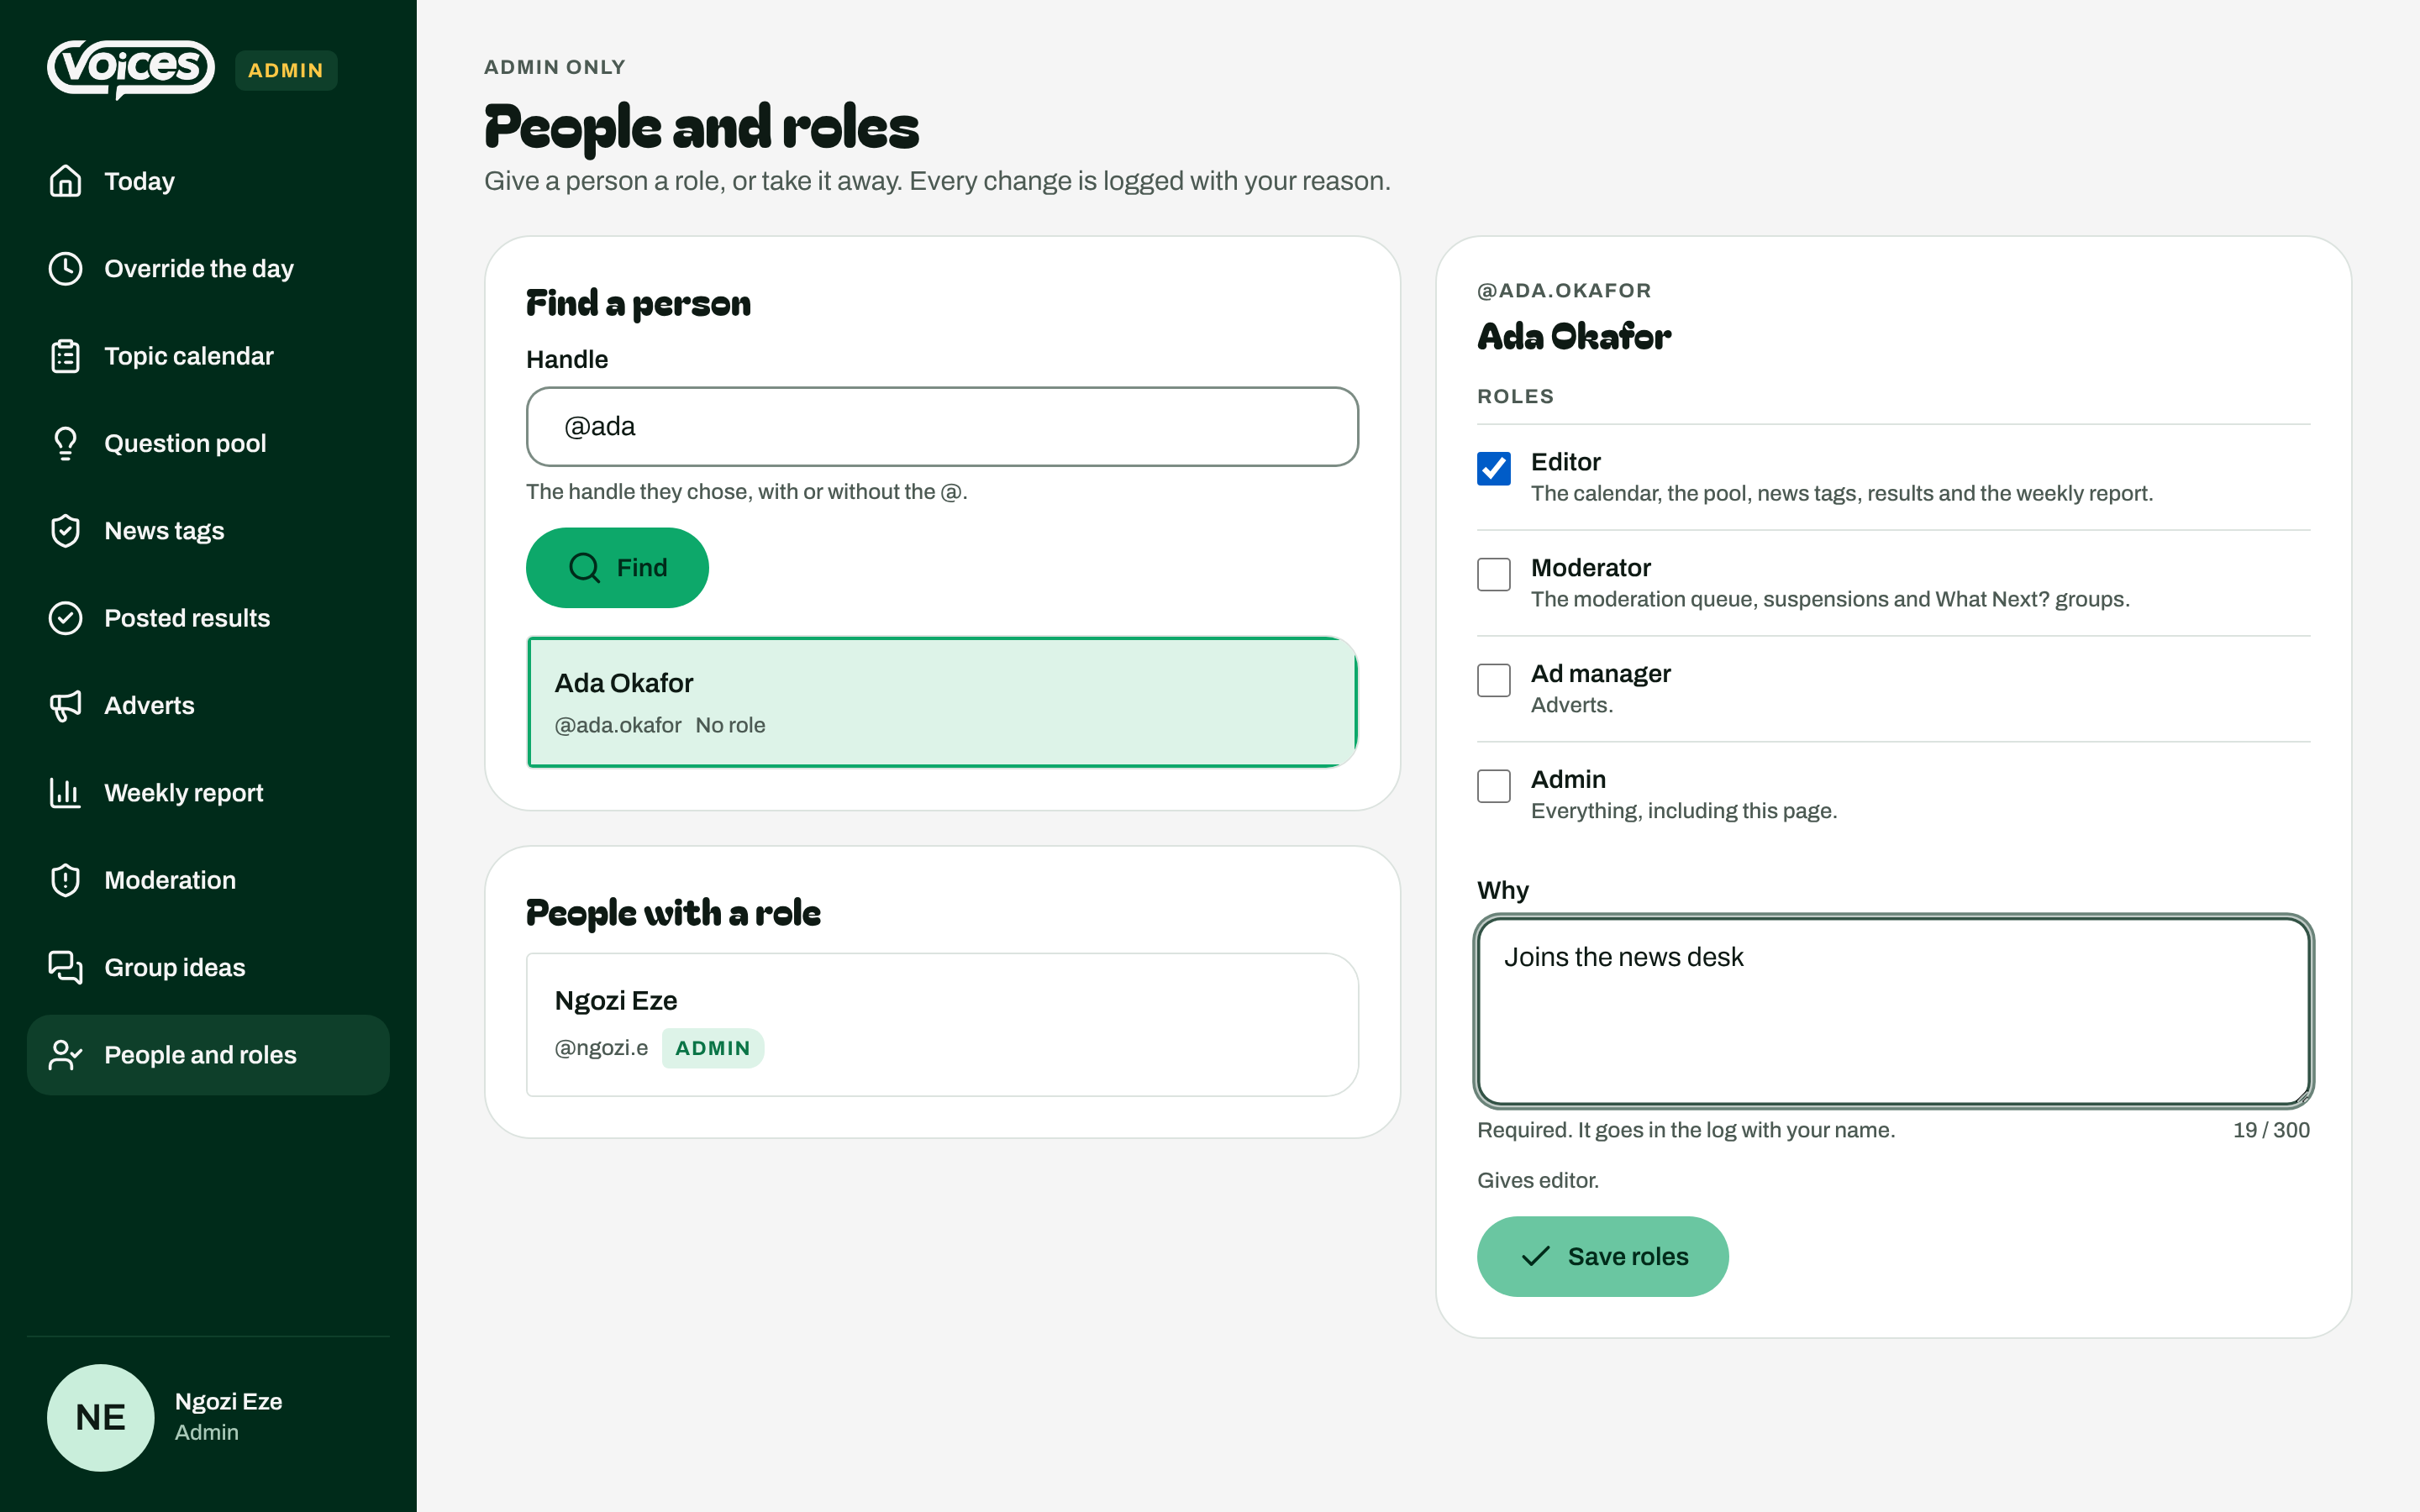 Voices
ADMIN
Today
Override the day
Topic calendar
Question pool
News tags
Posted results
Adverts
Weekly report
Moderation
Group ideas
People and roles
NE
Ngozi Eze
Admin
ADMIN ONLY
People and roles
Give a person a role, or take it away. Every change is logged with your reason.
Find a person
Handle
@ada
The handle they chose, with or without the @.
Find
Ada Okafor
@ada.okafor No role
People with a role
Ngozi Eze
@ngozi.e ADMIN
@ADA.OKAFOR
Ada Okafor
ROLES
Editor
The calendar, the pool, news tags, results and the weekly report.
Moderator
The moderation queue, suspensions and What Next? groups.
Ad manager
Adverts.
Admin
Everything, including this page.
Why
Joins the news desk
Required. It goes in the log with your name. 19 / 300
Gives editor.
Save roles